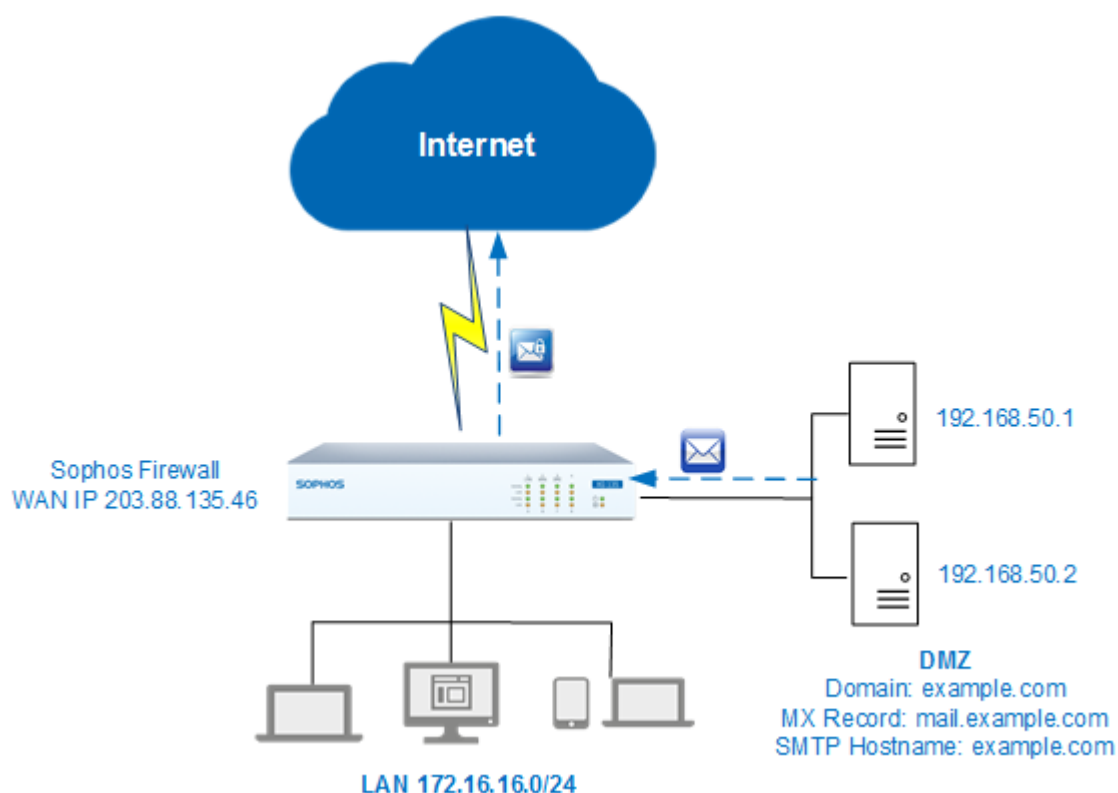 Internet
Sophos Firewall
WAN IP 203.88.135.46
SOPHOS
192.168.50.1
192.168.50.2
DMZ
Domain: example.com
MX Record: mail.example.com
SMTP Hostname: example.com
LAN 172.16.16.0/24